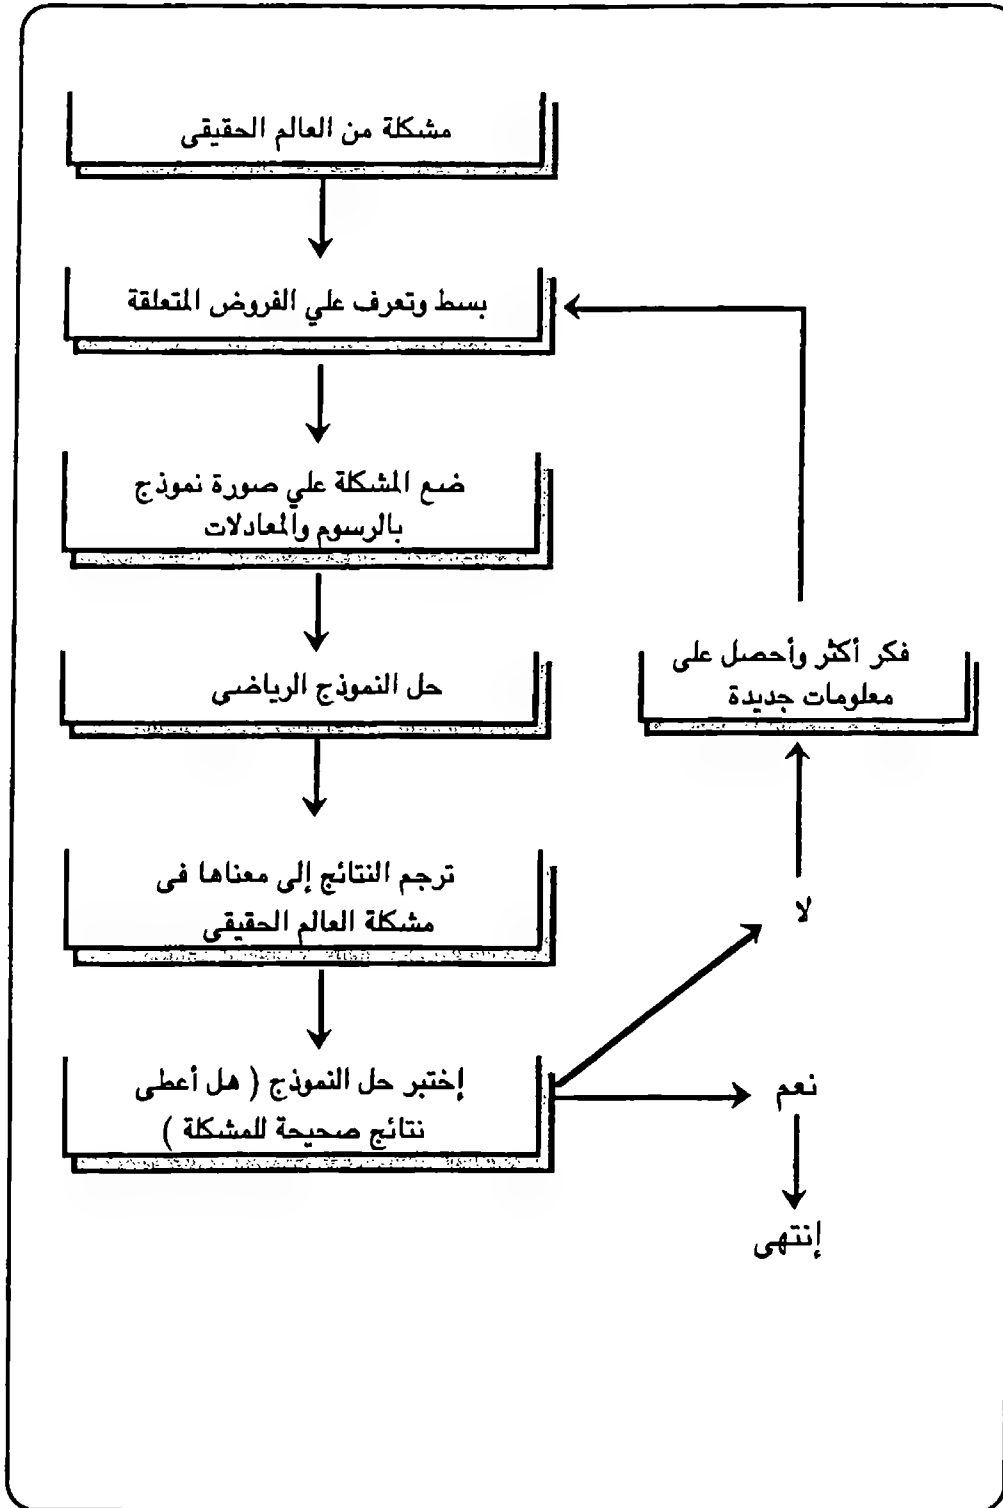 مشكلة من العالم الحقيقى
بسط وتعرف علي الفروض المتعلقة
ضع المشكلة علي صورة نموذج
بالرسوم والمعادلات
حل النموذج الرياضى
فكر أكثر وأحصل على
معلومات جديدة
ترجم النتائج إلى معناها فى
مشكلة العالم الحقيقى
لا
إختبر حل النموذج ( هل أعطى
نتائج صحيحة للمشكلة )
نعم
إنتهى